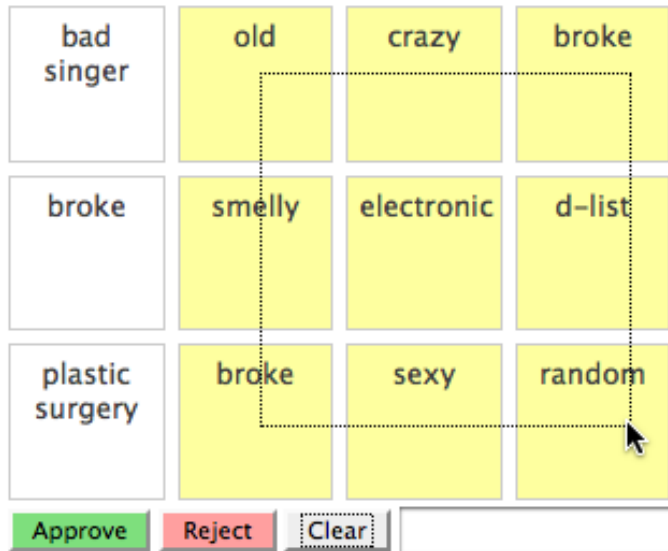 bad
singer
old
crazy
broke
broke
smelly
electronic
d-list
plastic
surgery
broke
sexy
random
Approve
Reject
Clear